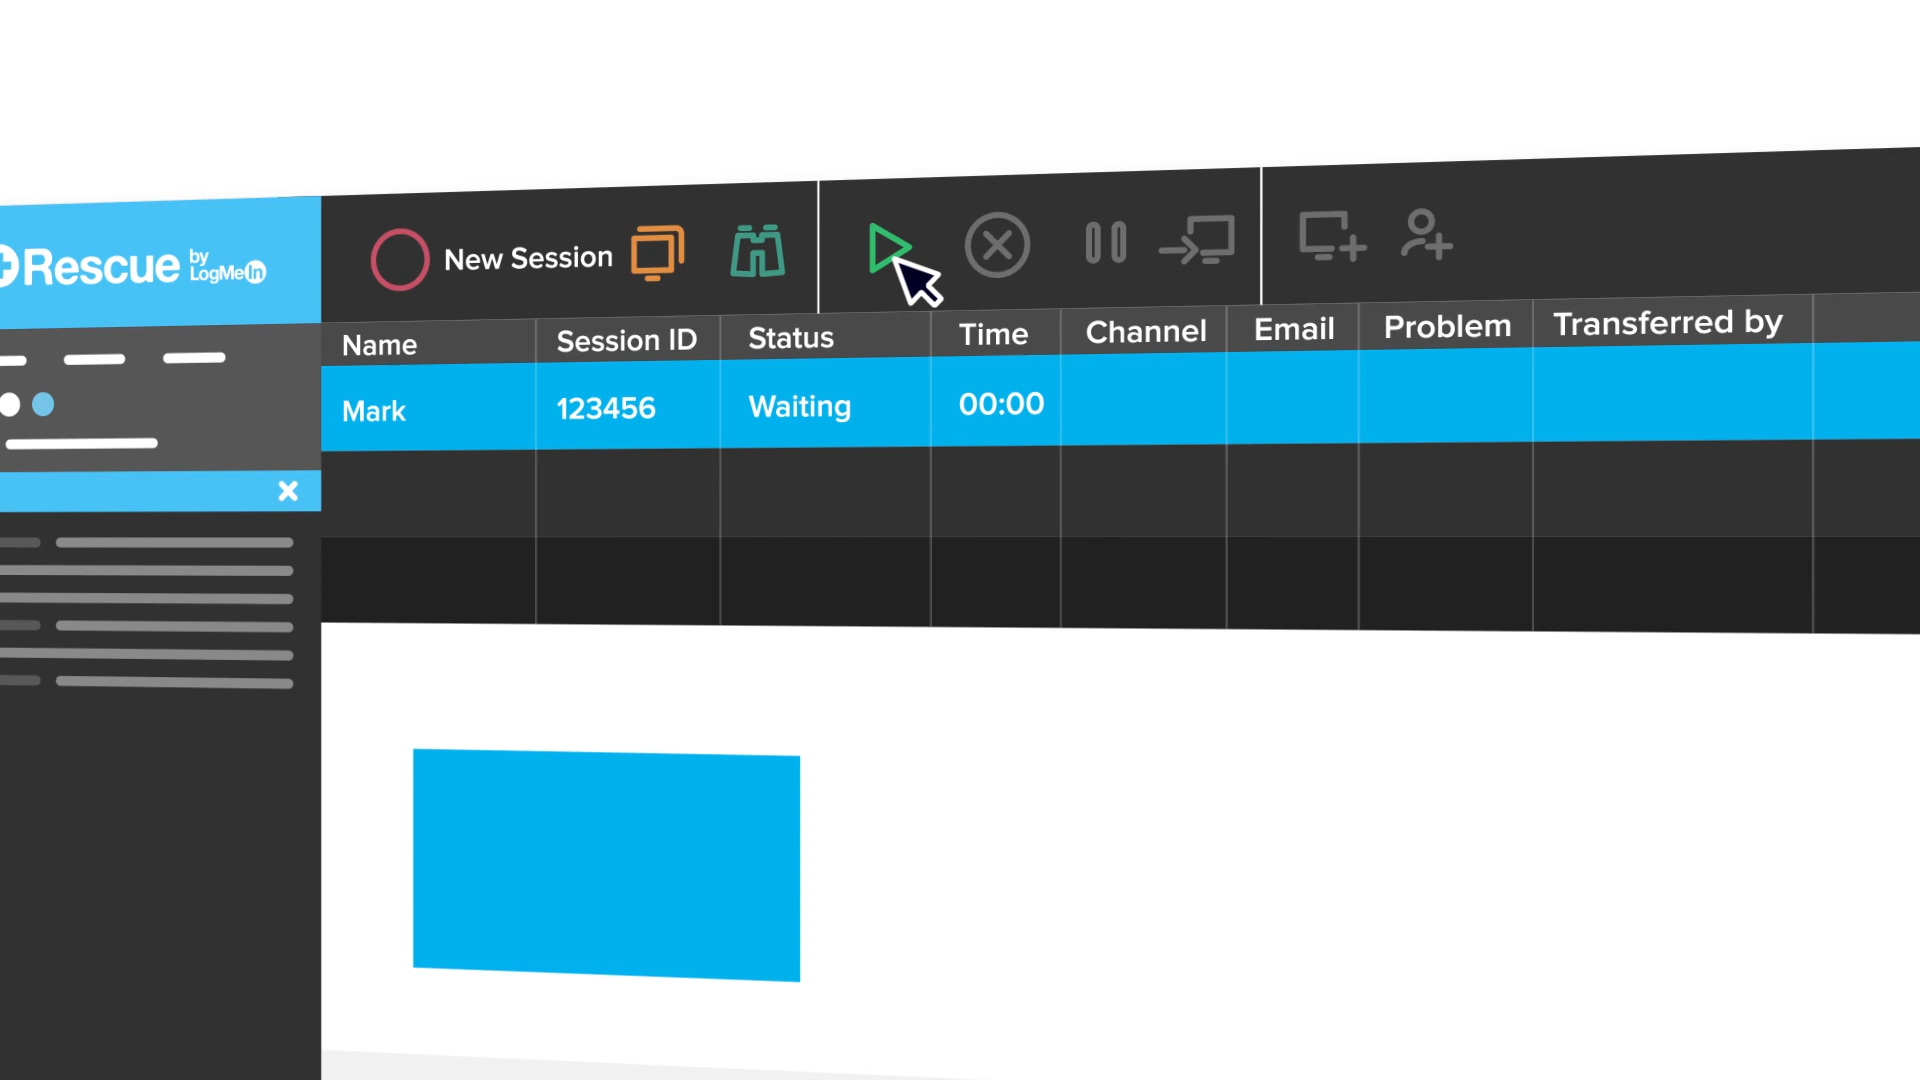 Rescue by LogMeIn
New Session
Name Session ID Status Time Channel Email Problem Transferred by
Mark 123456 Waiting 00:00